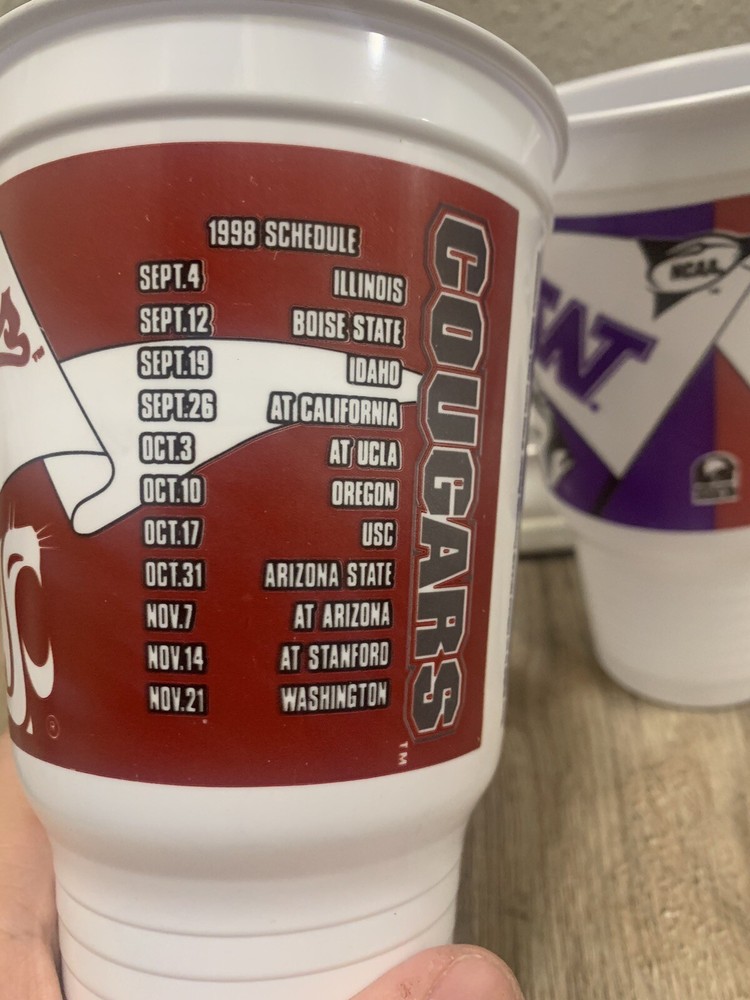 1998 SCHEDULE
SEPT.4 ILLINOIS
SEPT.12 BOISE STATE
SEPT.19 IDAHO
SEPT.26 AT CALIFORNIA
OCT.3 AT UCLA
OCT.10 OREGON
OCT.17 USC
OCT.31 ARIZONA STATE
NOV.7 AT ARIZONA
NOV.14 AT STANFORD
NOV.21 WASHINGTON
COUGARS
TM
®
NCAA